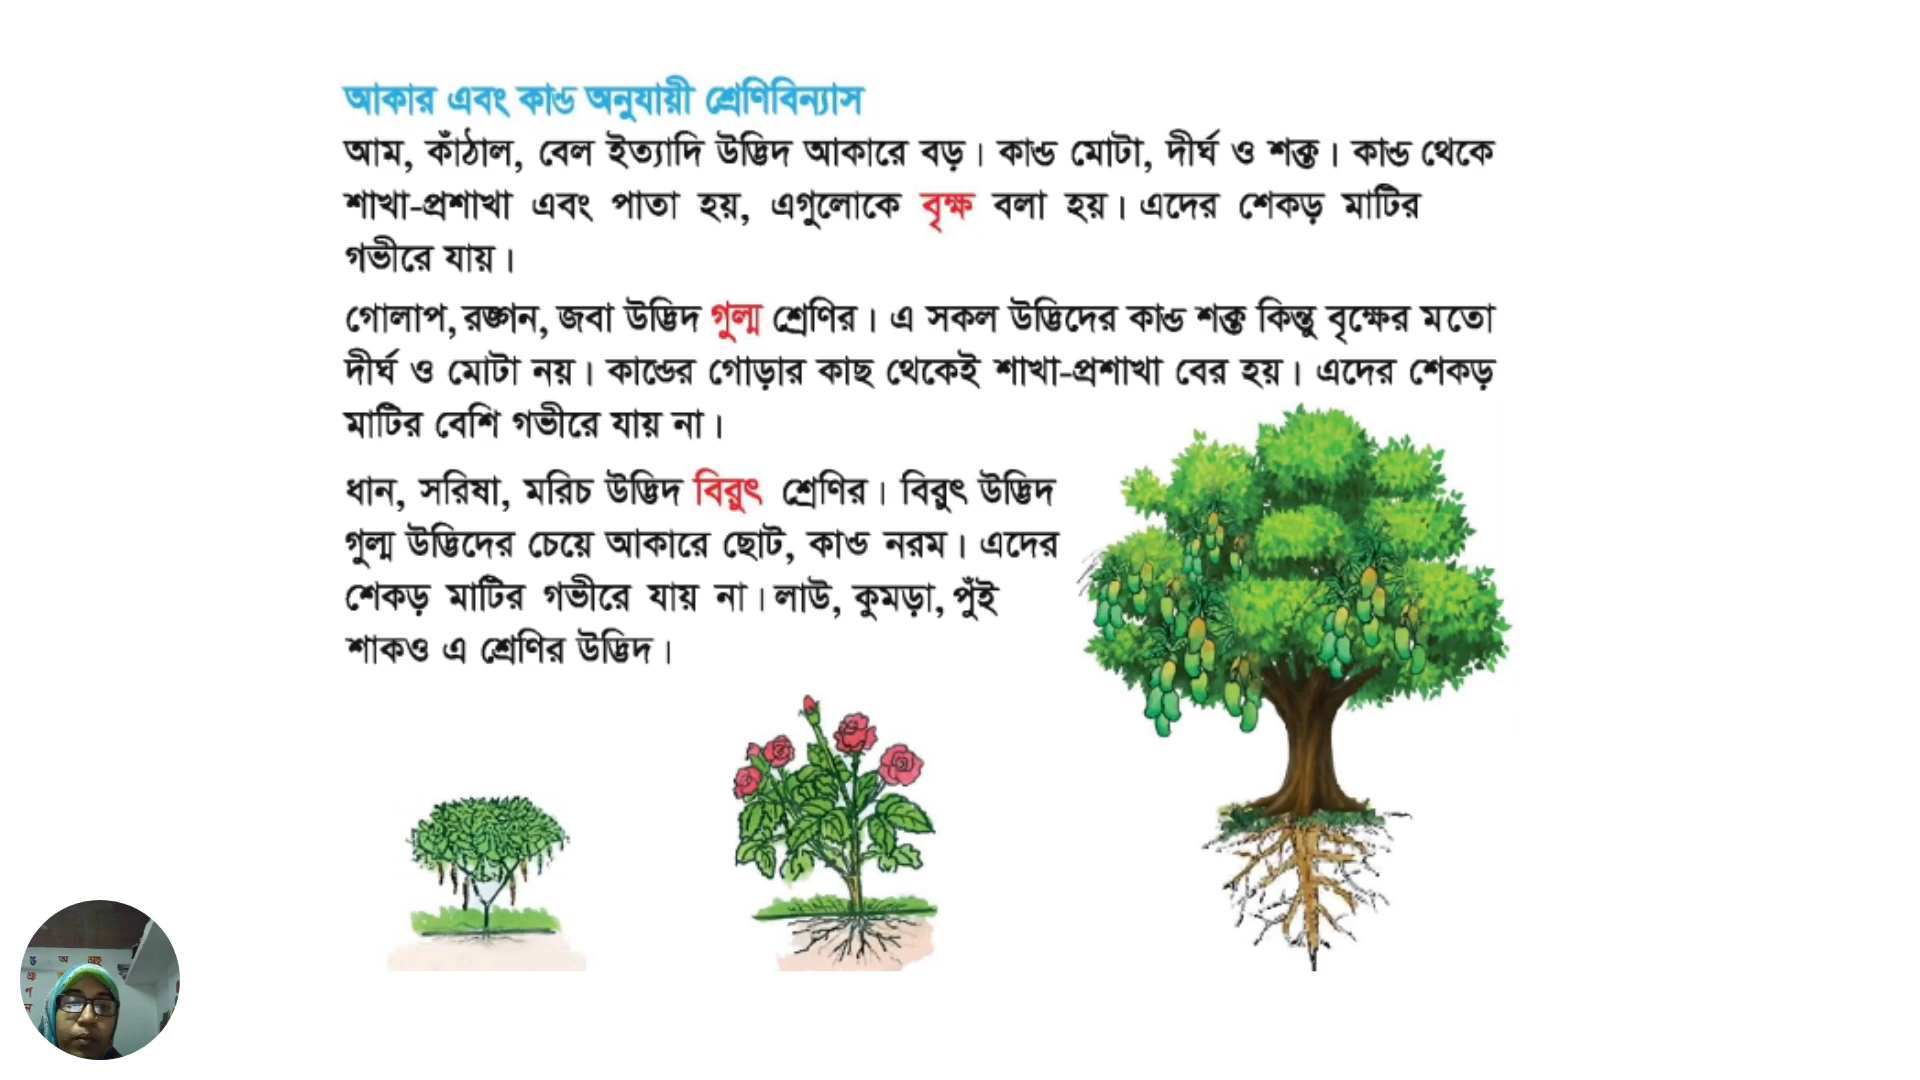 আকার এবং কান্ড অনুযায়ী শ্রেণিবিন্যাস
আম, কাঁঠাল, বেল ইত্যাদি উদ্ভিদ আকারে বড়। কান্ড মোটা, দীর্ঘ ও শক্ত। কান্ড থেকে
শাখা-প্রশাখা এবং পাতা হয়, এগুলোকে বৃক্ষ বলা হয়। এদের শেকড় মাটির
গভীরে যায়।
গোলাপ, রঙ্গন, জবা উদ্ভিদ গুল্ম শ্রেণির। এ সকল উদ্ভিদের কান্ড শক্ত কিন্তু বৃক্ষের মতো
দীর্ঘ ও মোটা নয়। কান্ডের গোড়ার কাছ থেকেই শাখা-প্রশাখা বের হয়। এদের শেকড়
মাটির বেশি গভীরে যায় না।
ধান, সরিষা, মরিচ উদ্ভিদ বিরুৎ শ্রেণির। বিরুৎ উদ্ভিদ
গুল্ম উদ্ভিদের চেয়ে আকারে ছোট, কান্ড নরম। এদের
শেকড় মাটির গভীরে যায় না। লাউ, কুমড়া, পুঁই
শাকও এ শ্রেণির উদ্ভিদ।